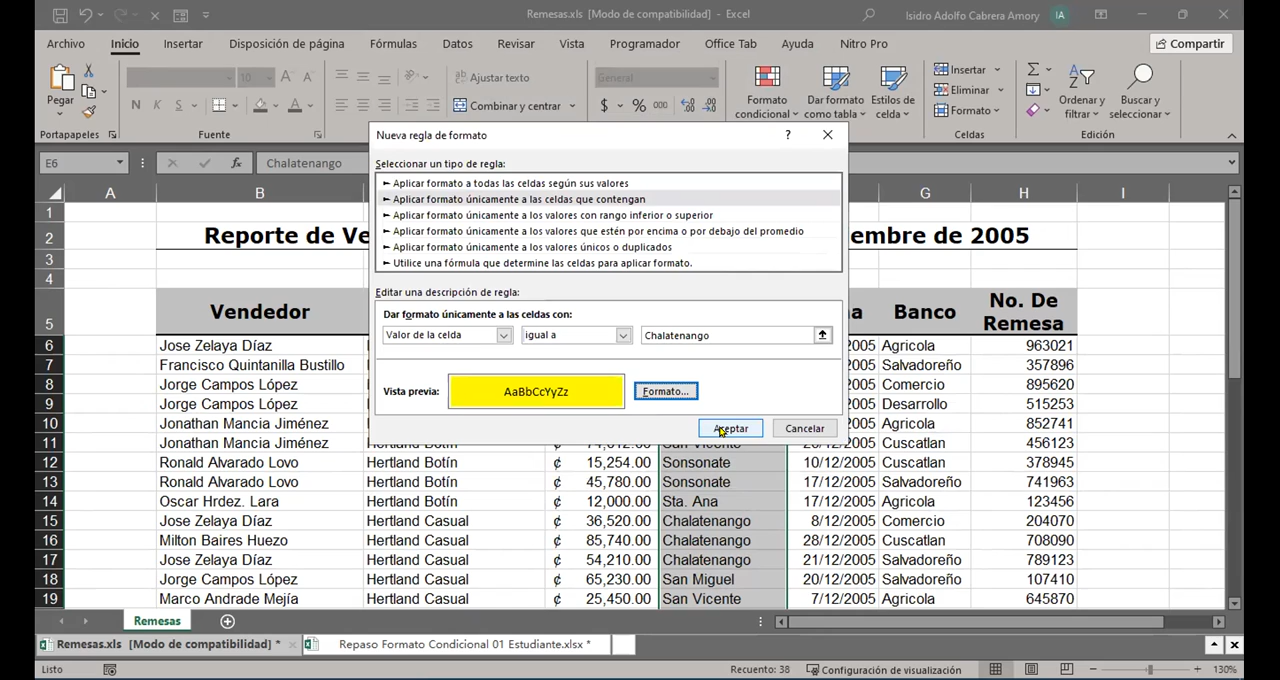 Remesas.xls [Modo de compatibilidad] - Excel
Isidro Adolfo Cabrera Amory IA
Archivo Inicio Insertar Disposición de página Fórmulas Datos Revisar Vista Programador Office Tab Ayuda Nitro Pro Compartir
Pegar
Portapapeles
10
N K S
Fuente
Ajustar texto
Combinar y centrar
General
$ % 000
Formato condicional
Dar formato como tabla
Estilos de celda
Insertar
Eliminar
Formato
Celdas
Ordenary filtrar
Buscar y seleccionar
Edición
E6 fx Chalatenango
Nueva regla de formato ?
Seleccionar un tipo de regla:
► Aplicar formato a todas las celdas según sus valores
► Aplicar formato únicamente a las celdas que contengan
► Aplicar formato únicamente a los valores con rango inferior o superior
► Aplicar formato únicamente a los valores que estén por encima o por debajo del promedio
► Aplicar formato únicamente a los valores únicos o duplicados
► Utilice una fórmula que determine las celdas para aplicar formato.
Editar una descripción de regla:
Dar formato únicamente a las celdas con:
Valor de la celda igual a Chalatenango
Vista previa: AaBbCcYyZz Formato...
Aceptar Cancelar
A B G H I
1
2 Reporte de Ve embre de 2005
3
4
5 Vendedor Banco No. De Remesa
6 Jose Zelaya Díaz 2005 Agricola 963021
7 Francisco Quintanilla Bustillo 2005 Salvadoreño 357896
8 Jorge Campos López 2005 Comercio 895620
9 Jorge Campos López 2005 Desarrollo 515253
10 Jonathan Mancia Jiménez 2005 Agricola 852741
11 Jonathan Mancia Jiménez Hertland Botín ¢ 74,012.00 San Vicente 2005 Cuscatlan 456123
12 Ronald Alvarado Lovo Hertland Botín ¢ 15,254.00 Sonsonate 10/12/2005 Cuscatlan 378945
13 Ronald Alvarado Lovo Hertland Botín ¢ 45,780.00 Sonsonate 17/12/2005 Salvadoreño 741963
14 Oscar Hrdez. Lara Hertland Botín ¢ 12,000.00 Sta. Ana 17/12/2005 Agricola 123456
15 Jose Zelaya Díaz Hertland Casual ¢ 36,520.00 Chalatenango 8/12/2005 Comercio 204070
16 Milton Baires Huezo Hertland Casual ¢ 85,740.00 Chalatenango 28/12/2005 Cuscatlan 708090
17 Jose Zelaya Díaz Hertland Casual ¢ 54,210.00 Chalatenango 21/12/2005 Salvadoreño 789123
18 Jorge Campos López Hertland Casual ¢ 65,230.00 San Miguel 20/12/2005 Salvadoreño 107410
19 Marco Andrade Mejía Hertland Casual ¢ 25,450.00 San Vicente 7/12/2005 Agricola 645870
Remesas
Remesas.xls [Modo de compatibilidad] * Repaso Formato Condicional 01 Estudiante.xlsx *
Listo Recuento: 38 Configuración de visualización 130%